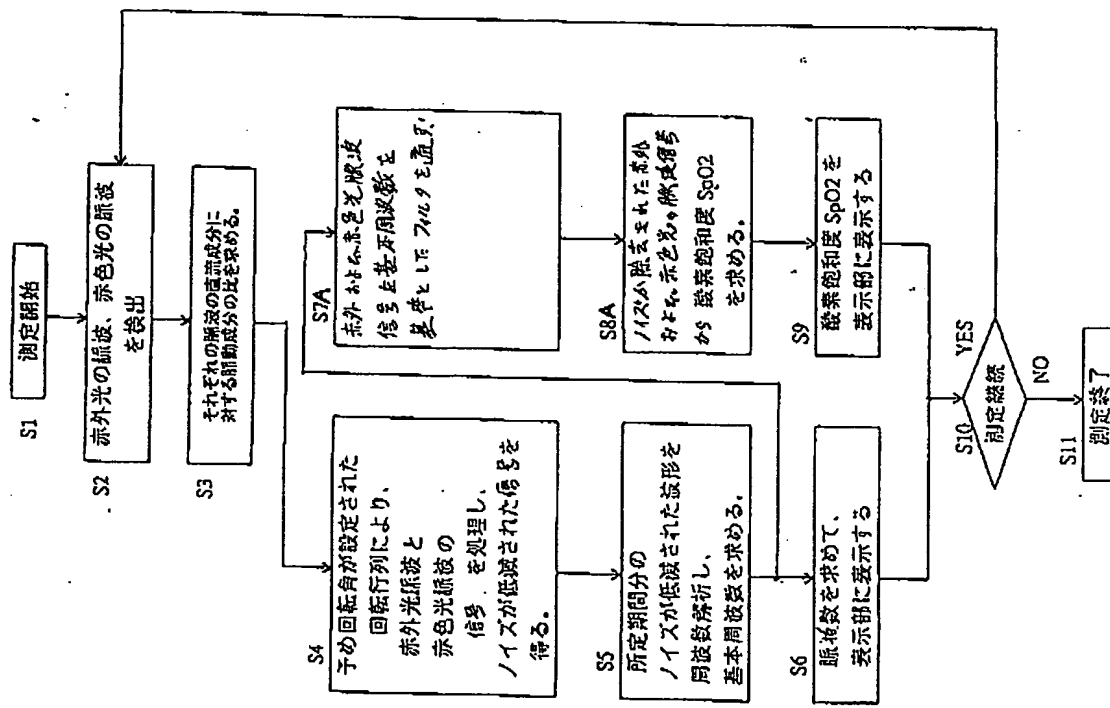 S1
測定開始
S2
赤外光の脈波、赤色光の脈波
を検出
S3
それぞれの脈波の直流成分に
対する脈動成分の比を求める。
S4
予め回転角が設定された
回転行列により、
赤外光脈波と
赤色光脈波の
信号 を処理し、
ノイズが低減された信号を
得る。
S5
所定期間分の
ノイズが低減された波形を
周波数解析し、
基本周波数を求める。
S6
脈波数を求めて、
表示部に表示する
S7A
赤外および赤色光脈波
信号を基本周波数を
基準としたフィルタを通す。
S8A
ノイズが除去された赤外
および赤色光の脈波信号
から 酸素飽和度 SpO2
を求める。
S9
酸素飽和度 SpO2 を
表示部に表示する
S10
測定継続
YES
NO
S11
測定終了